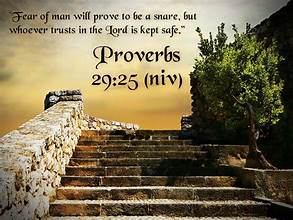 "Fear of man will prove to be a snare, but
whoever trusts in the Lord is kept safe,"
Proverbs
29:25 (niv)